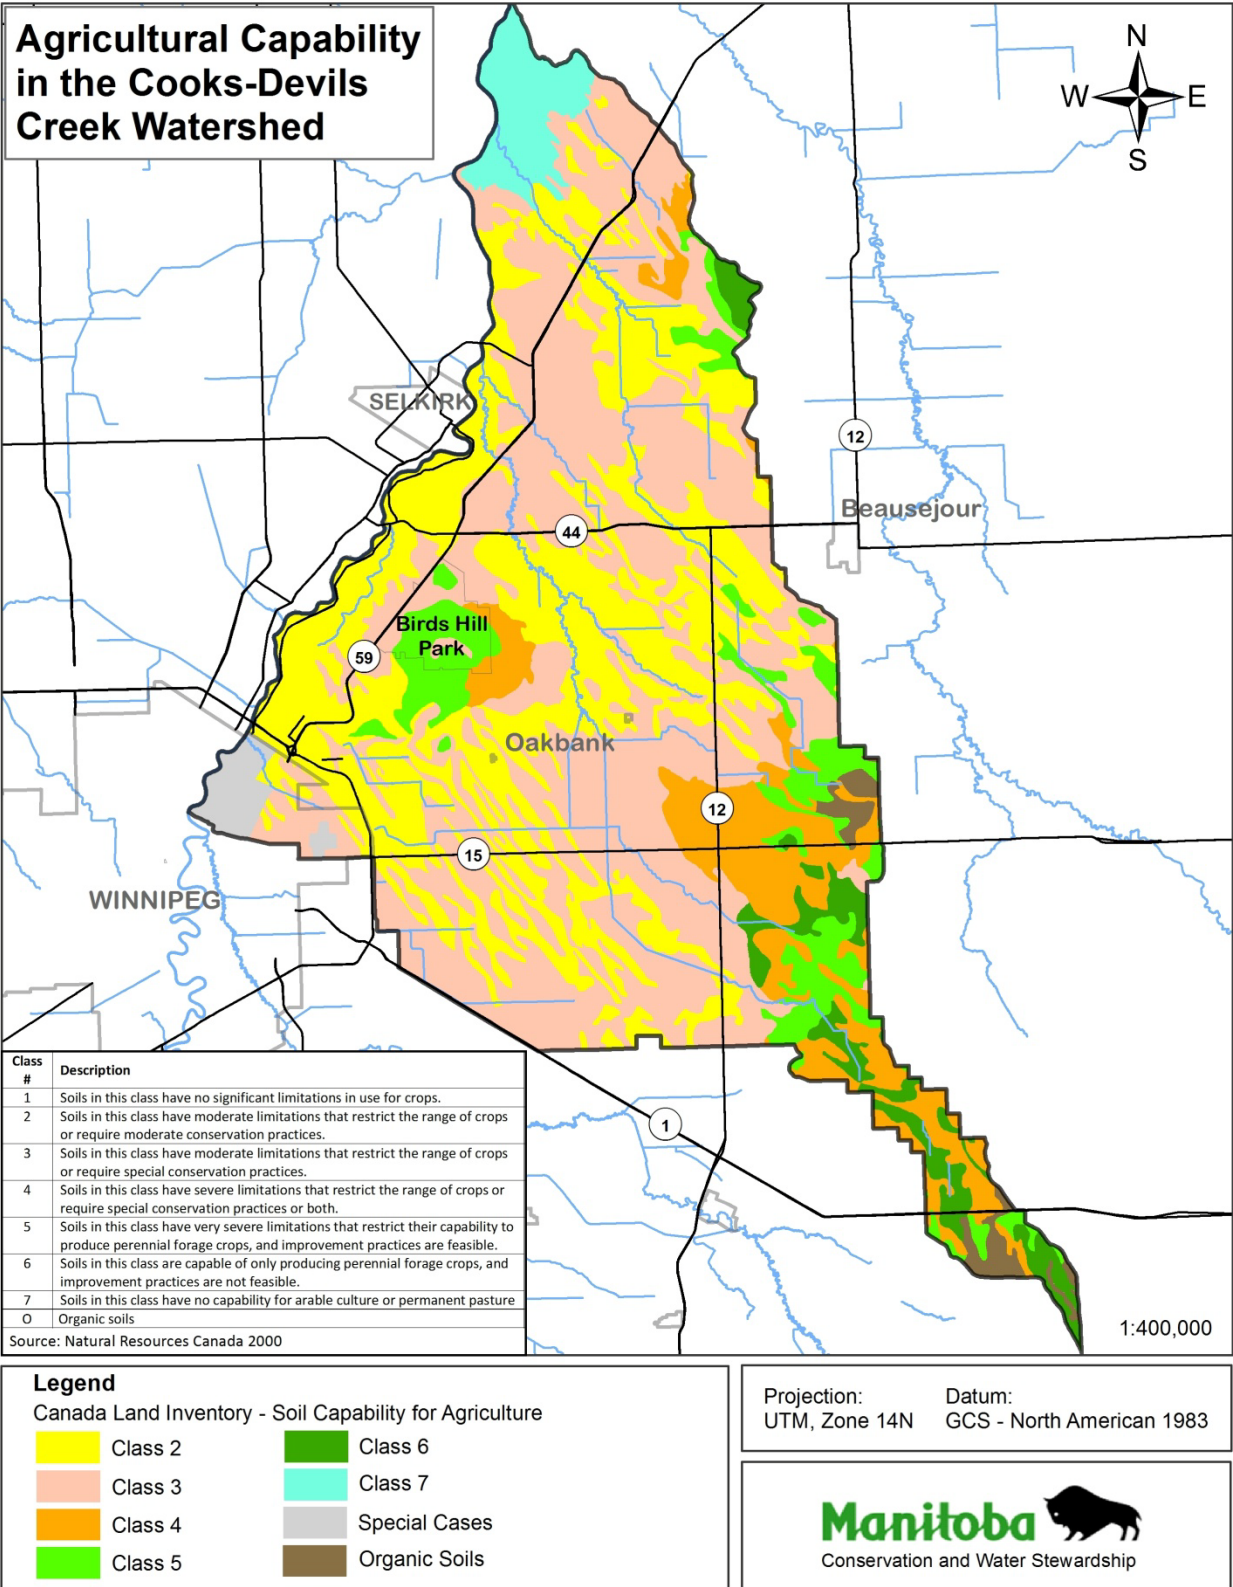 Agricultural Capability
in the Cooks-Devils
Creek Watershed
N
W E
S
SELKIRK
12
Beausejour
44
Birds Hill
Park
59
Oakbank
12
15
WINNIPEG
1
Class
# Description
1 Soils in this class have no significant limitations in use for crops.
2 Soils in this class have moderate limitations that restrict the range of crops
or require moderate conservation practices.
3 Soils in this class have moderate limitations that restrict the range of crops
or require special conservation practices.
4 Soils in this class have severe limitations that restrict the range of crops or
require special conservation practices or both.
5 Soils in this class have very severe limitations that restrict their capability to
produce perennial forage crops, and improvement practices are feasible.
6 Soils in this class are capable of only producing perennial forage crops, and
improvement practices are not feasible.
7 Soils in this class have no capability for arable culture or permanent pasture
O Organic soils
Source: Natural Resources Canada 2000
1:400,000
Legend
Canada Land Inventory - Soil Capability for Agriculture
Class 2
Class 3
Class 4
Class 5
Class 6
Class 7
Special Cases
Organic Soils
Projection: Datum:
UTM, Zone 14N GCS - North American 1983
Manitoba
Conservation and Water Stewardship